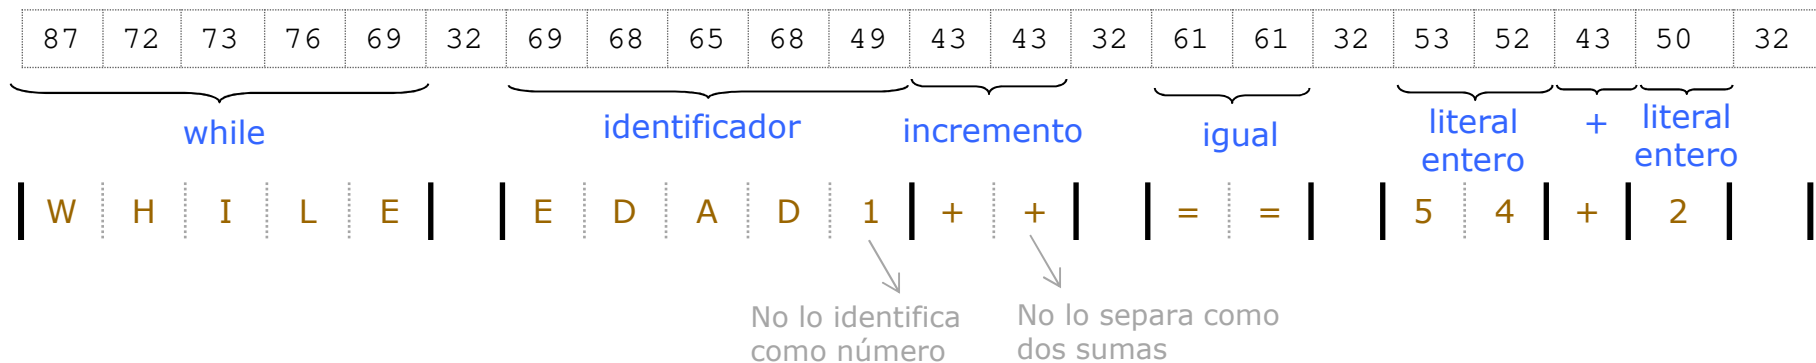 87 72 73 76 69 32 69 68 65 68 49 43 43 32 61 61 32 53 52 43 50 32
while identificador incremento igual literal entero + literal entero
W H I L E E D A D 1 + + = = 5 4 + 2
No lo identifica como número
No lo separa como dos sumas